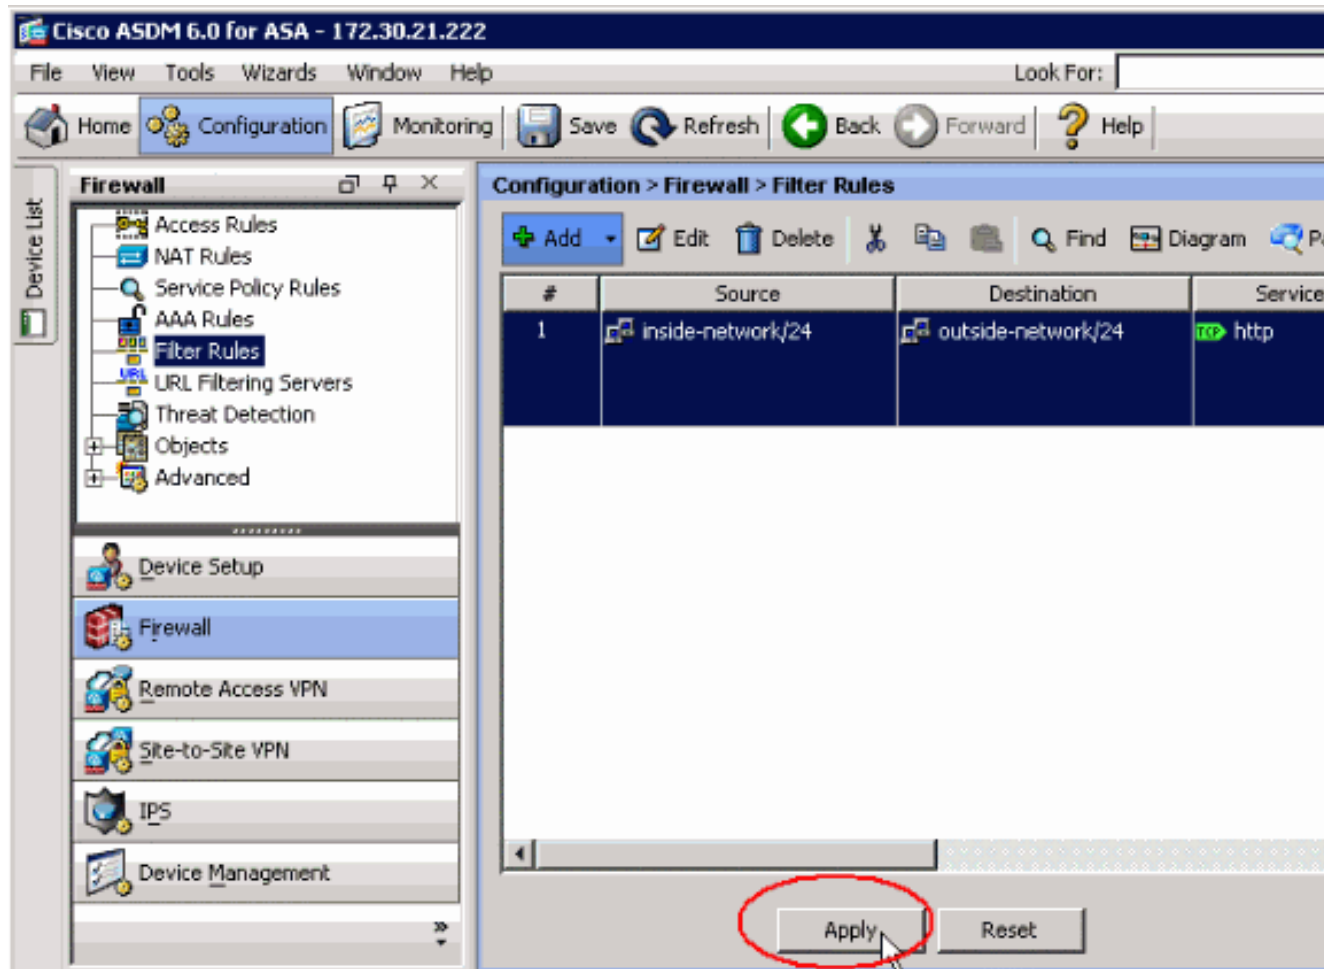 Cisco ASDM 6.0 for ASA - 172.30.21.222
File View Tools Wizards Window Help Look For:
Home Configuration Monitoring Save Refresh Back Forward Help
Device List
Firewall
Access Rules
NAT Rules
Service Policy Rules
AAA Rules
Filter Rules
URL URL Filtering Servers
Threat Detection
Objects
Advanced
Device Setup
Firewall
Remote Access VPN
Site-to-Site VPN
IPS
Device Management
Configuration > Firewall > Filter Rules
Add Edit Delete Find Diagram
# Source Destination Service
1 inside-network/24 outside-network/24 TCP http
Apply Reset